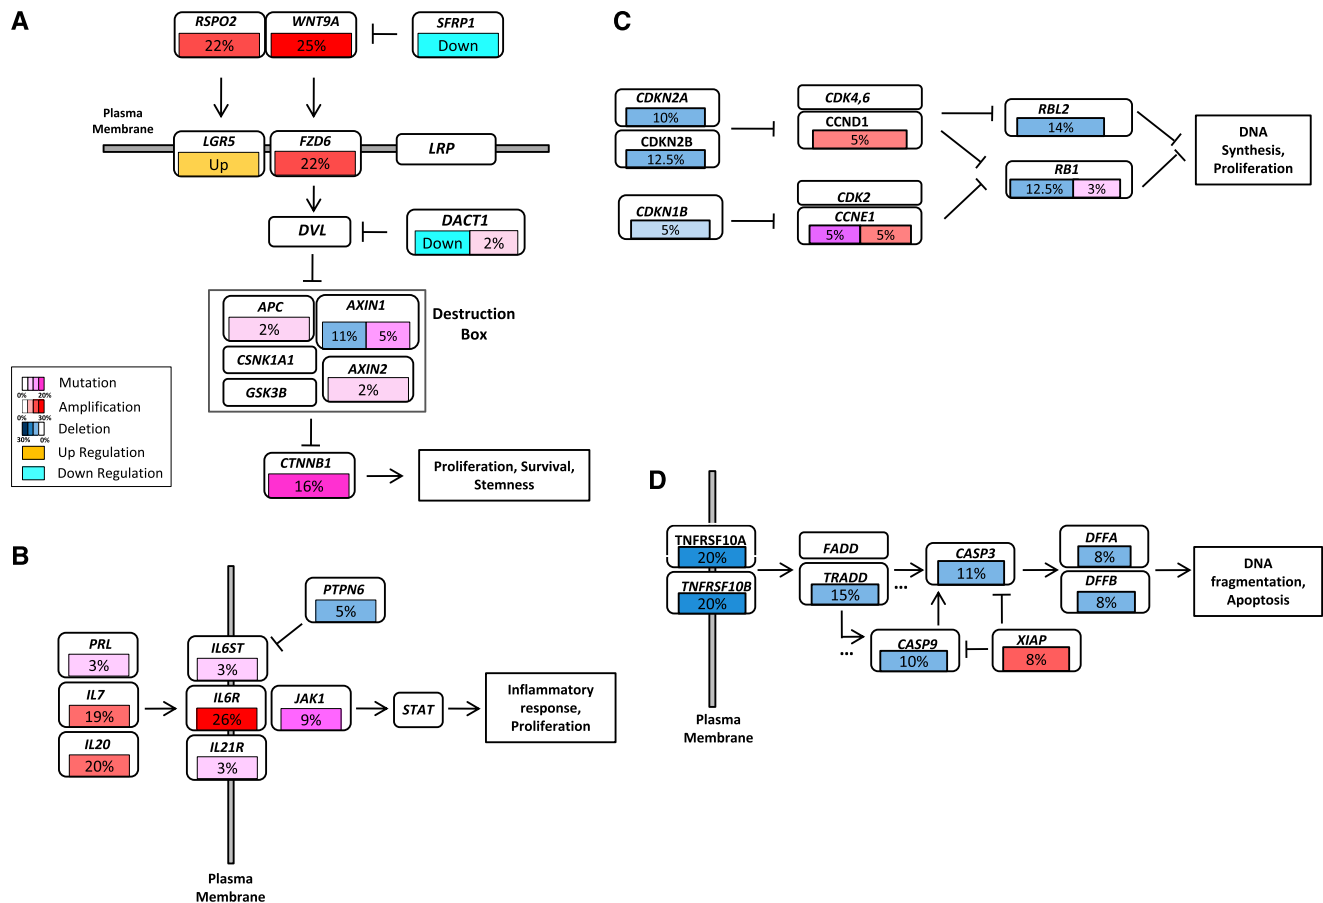 A
RSPO2
22%
WNT9A
25%
SFRP1
Down
Plasma
Membrane
LGR5
Up
FZD6
22%
LRP
DVL
DACT1
Down
2%
APC
2%
AXIN1
11%
5%
CSNK1A1
GSK3B
AXIN2
2%
Destruction
Box
CTNNB1
16%
Proliferation, Survival,
Stemness
Mutation
0%
20%
Amplification
0%
30%
Deletion
30%
0%
Up Regulation
Down Regulation
B
PTPN6
5%
PRL
3%
IL7
19%
IL20
20%
IL6ST
3%
IL6R
26%
IL21R
3%
JAK1
9%
STAT
Inflammatory
response,
Proliferation
Plasma
Membrane
C
CDKN2A
10%
CDKN2B
12.5%
CDKN1B
5%
CDK4,6
CCND1
5%
CDK2
CCNE1
5%
5%
RBL2
14%
RB1
12.5%
3%
DNA
Synthesis,
Proliferation
D
TNFRSF10A
20%
TNFRSF10B
20%
Plasma
Membrane
FADD
TRADD
15%
...
...
CASP3
11%
CASP9
10%
XIAP
8%
DFFA
8%
DFFB
8%
DNA
fragmentation,
Apoptosis